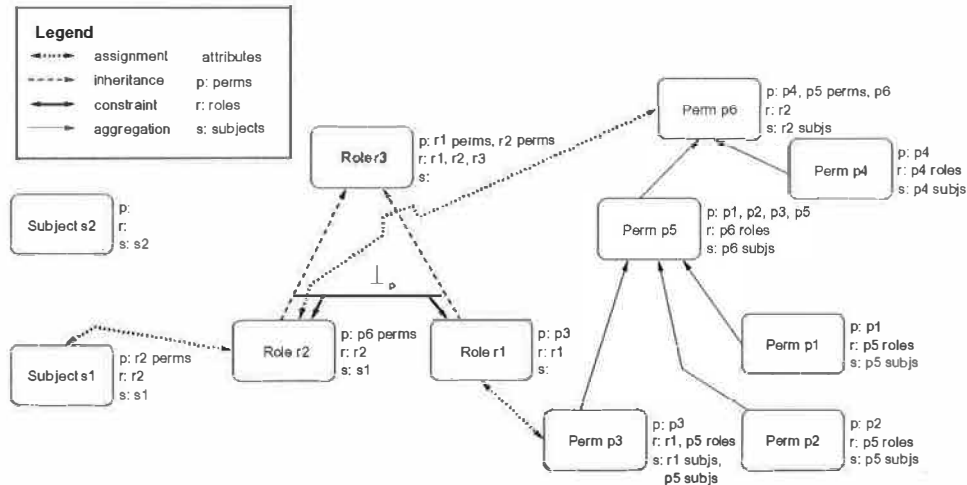 Legend
assignment attributes
inheritance p: perms
constraint r: roles
aggregation s: subjects
Perm p6
p: p4, p5 perms, p6
r: r2
s: r2 subjs
Role r3
p: r1 perms, r2 perms
r: r1, r2, r3
s:
Perm p4
p: p4
r: p4 roles
s: p4 subjs
Subject s2
p:
r:
s: s2
Perm p5
p: p1, p2, p3, p5
r: p6 roles
s: p6 subjs
⊥p
Role r2
p: p6 perms
r: r2
s: s1
Role r1
p: p3
r: r1
s:
Perm p1
p: p1
r: p5 roles
s: p5 subjs
Subject s1
p: r2 perms
r: r2
s: s1
Perm p3
p: p3
r: r1, p5 roles
s: r1 subjs,
p5 subjs
Perm p2
p: p2
r: p5 roles
s: p5 subjs